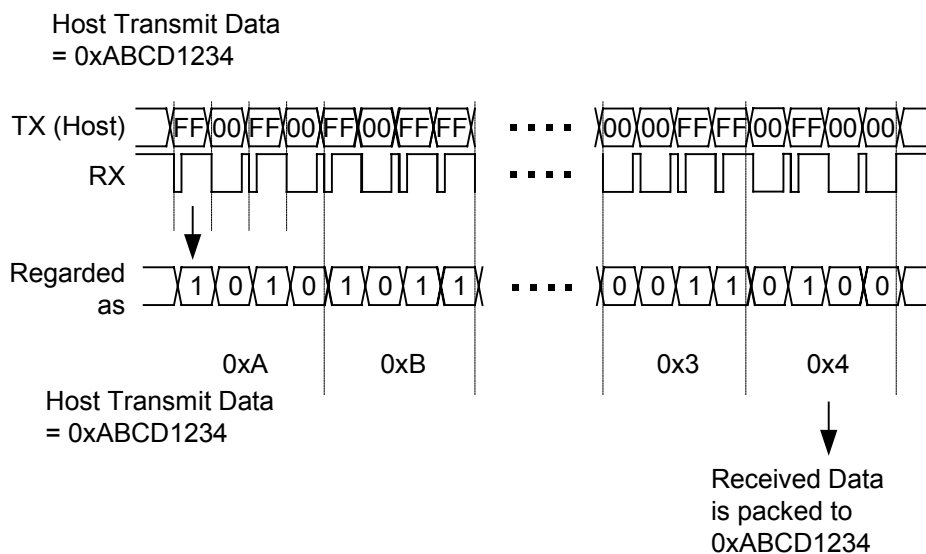 Host Transmit Data
= 0xABCD1234
TX (Host) FF 00 FF 00 FF 00 FF FF 00 00 FF FF 00 FF 00 00
RX
Regarded
as
1 0 1 0 1 0 1 1 0 0 1 1 0 1 0 0
0xA 0xB 0x3 0x4
Host Transmit Data
= 0xABCD1234
Received Data
is packed to
0xABCD1234